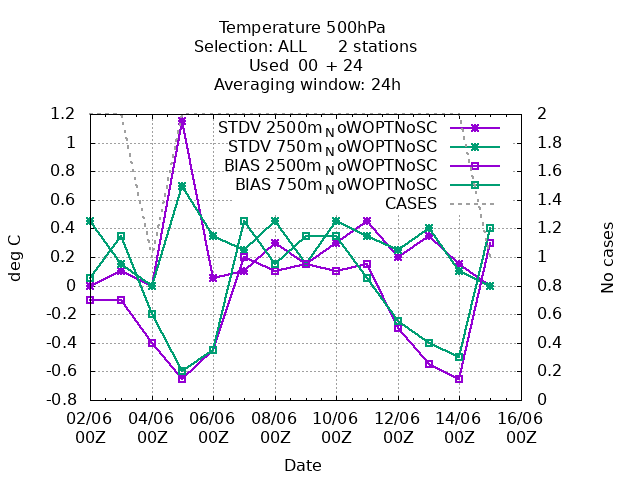 Temperature 500hPa
Selection: ALL      2 stations
Used  00 + 24
Averaging window: 24h
STDV 2500m_NoWOPTNoSC
STDV 750m_NoWOPTNoSC
BIAS 2500m_NoWOPTNoSC
BIAS 750m_NoWOPTNoSC
CASES
1.2
1
0.8
0.6
0.4
0.2
0
-0.2
-0.4
-0.6
-0.8
deg C
2
1.8
1.6
1.4
1.2
1
0.8
0.6
0.4
0.2
0
No cases
02/06 04/06 06/06 08/06 10/06 12/06 14/06 16/06
00Z 00Z 00Z 00Z 00Z 00Z 00Z 00Z
Date